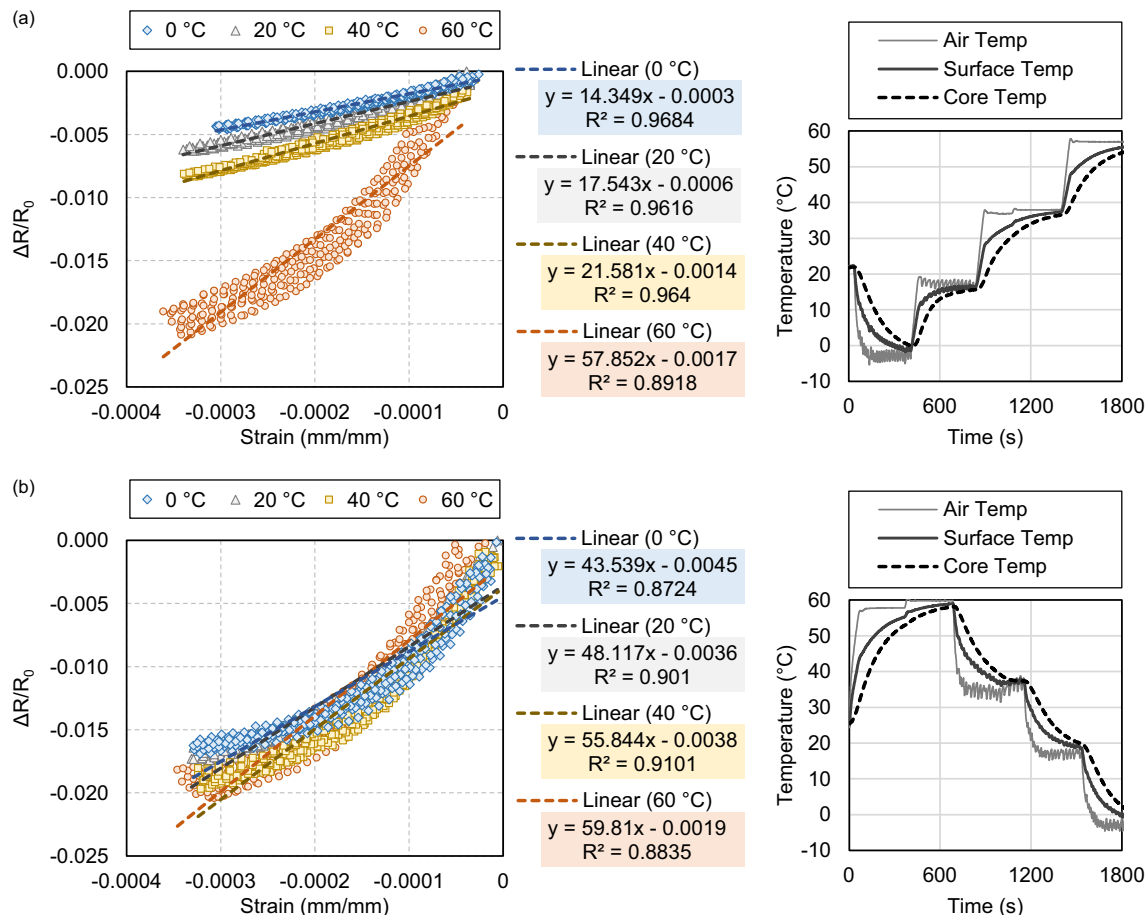 (a)
0 °C 20 °C 40 °C 60 °C
0.000
-0.005
-0.010
-0.015
-0.020
-0.025
ΔR/R₀
-0.0004 -0.0003 -0.0002 -0.0001 0
Strain (mm/mm)
Linear (0 °C)
y = 14.349x - 0.0003
R² = 0.9684
Linear (20 °C)
y = 17.543x - 0.0006
R² = 0.9616
Linear (40 °C)
y = 21.581x - 0.0014
R² = 0.964
Linear (60 °C)
y = 57.852x - 0.0017
R² = 0.8918
Air Temp
Surface Temp
Core Temp
60
50
40
30
20
10
0
-10
Temperature (°C)
0 600 1200 1800
Time (s)
(b)
0 °C 20 °C 40 °C 60 °C
0.000
-0.005
-0.010
-0.015
-0.020
-0.025
ΔR/R₀
-0.0004 -0.0003 -0.0002 -0.0001 0
Strain (mm/mm)
Linear (0 °C)
y = 43.539x - 0.0045
R² = 0.8724
Linear (20 °C)
y = 48.117x - 0.0036
R² = 0.901
Linear (40 °C)
y = 55.844x - 0.0038
R² = 0.9101
Linear (60 °C)
y = 59.81x - 0.0019
R² = 0.8835
Air Temp
Surface Temp
Core Temp
60
50
40
30
20
10
0
-10
Temperature (°C)
0 600 1200 1800
Time (s)